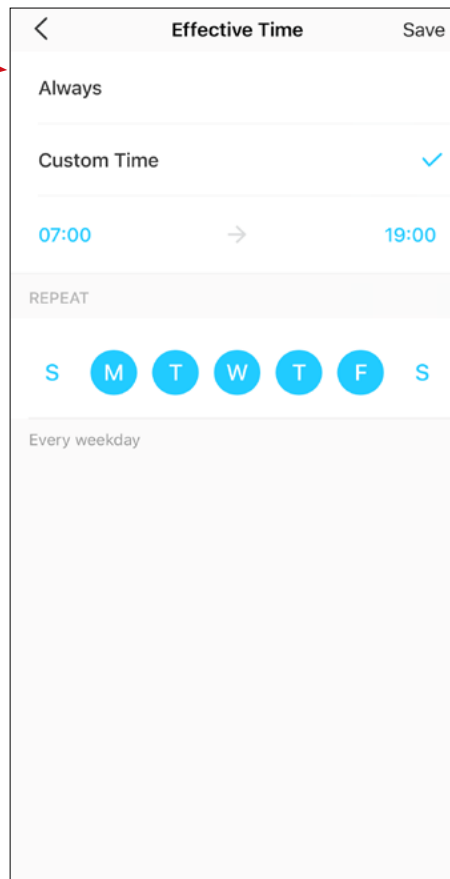 Effective Time Save
Always
Custom Time
07:00 → 19:00
REPEAT
S M T W T F S
Every weekday